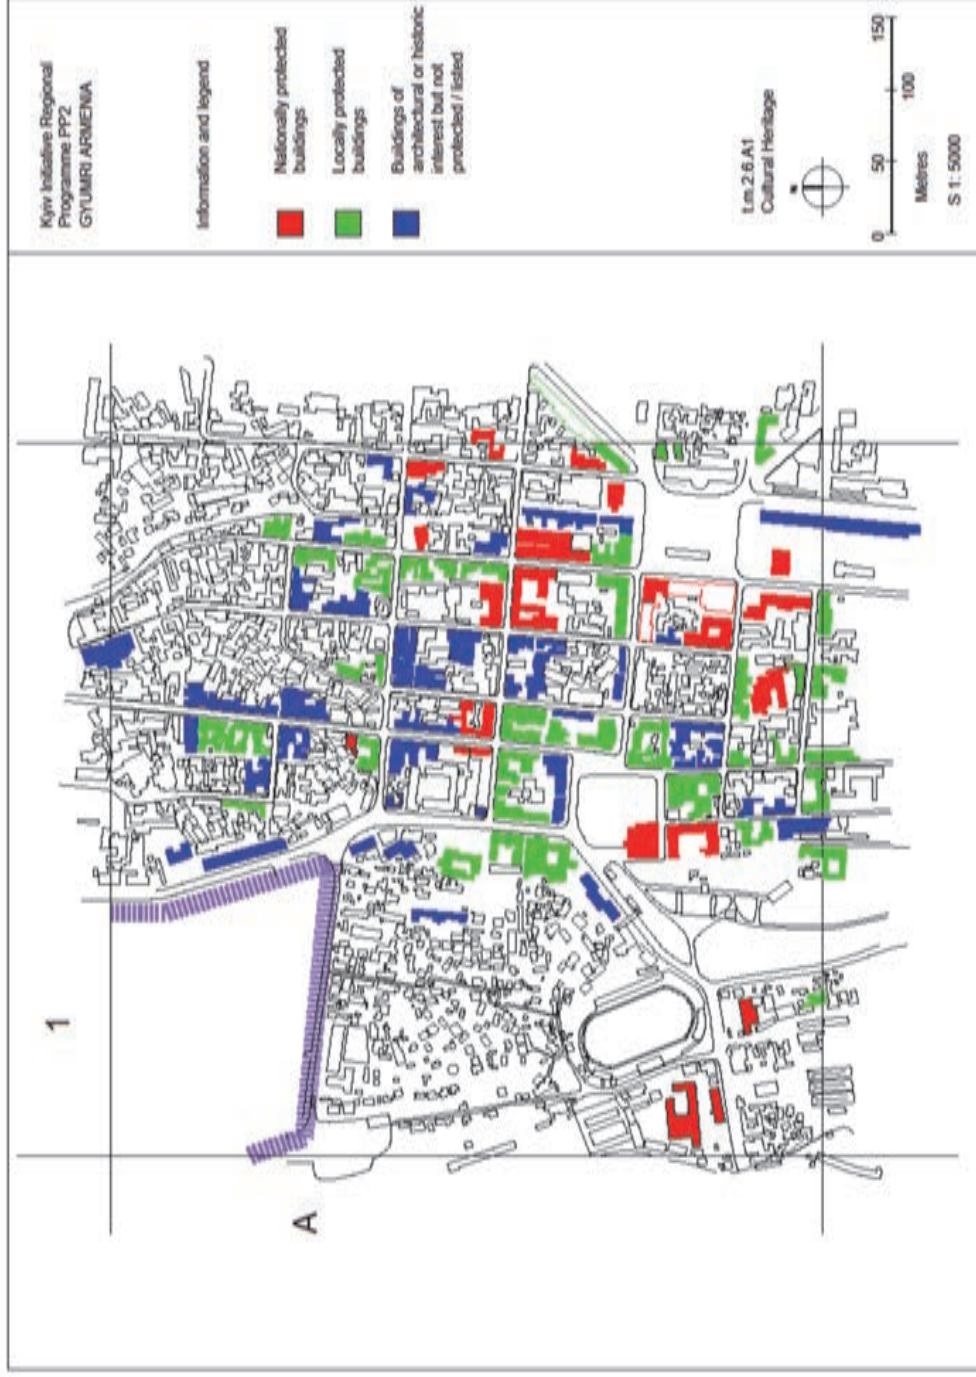 Kyiv Initiative Regional
Programme PP2
GYUMRI ARMENIA
Information and legend
Nationally protected
buildings
Locally protected
buildings
Buildings of
architectural or historic
interest but not
protected / listed
t.m.2.6.A1
Cultural Heritage
N
0 50 100 150
Metres
S 1: 5000
1
A